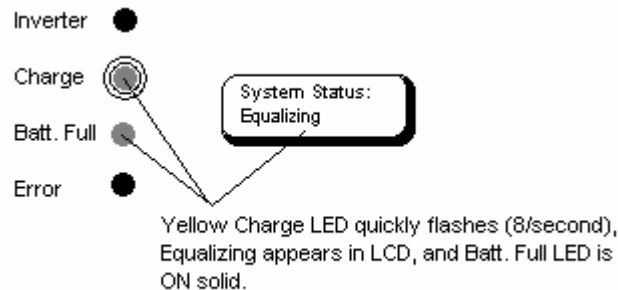 Inverter
Charge
System Status:
Equalizing
Batt. Full
Error
Yellow Charge LED quickly flashes (8/second),
Equalizing appears in LCD, and Batt. Full LED is
ON solid.